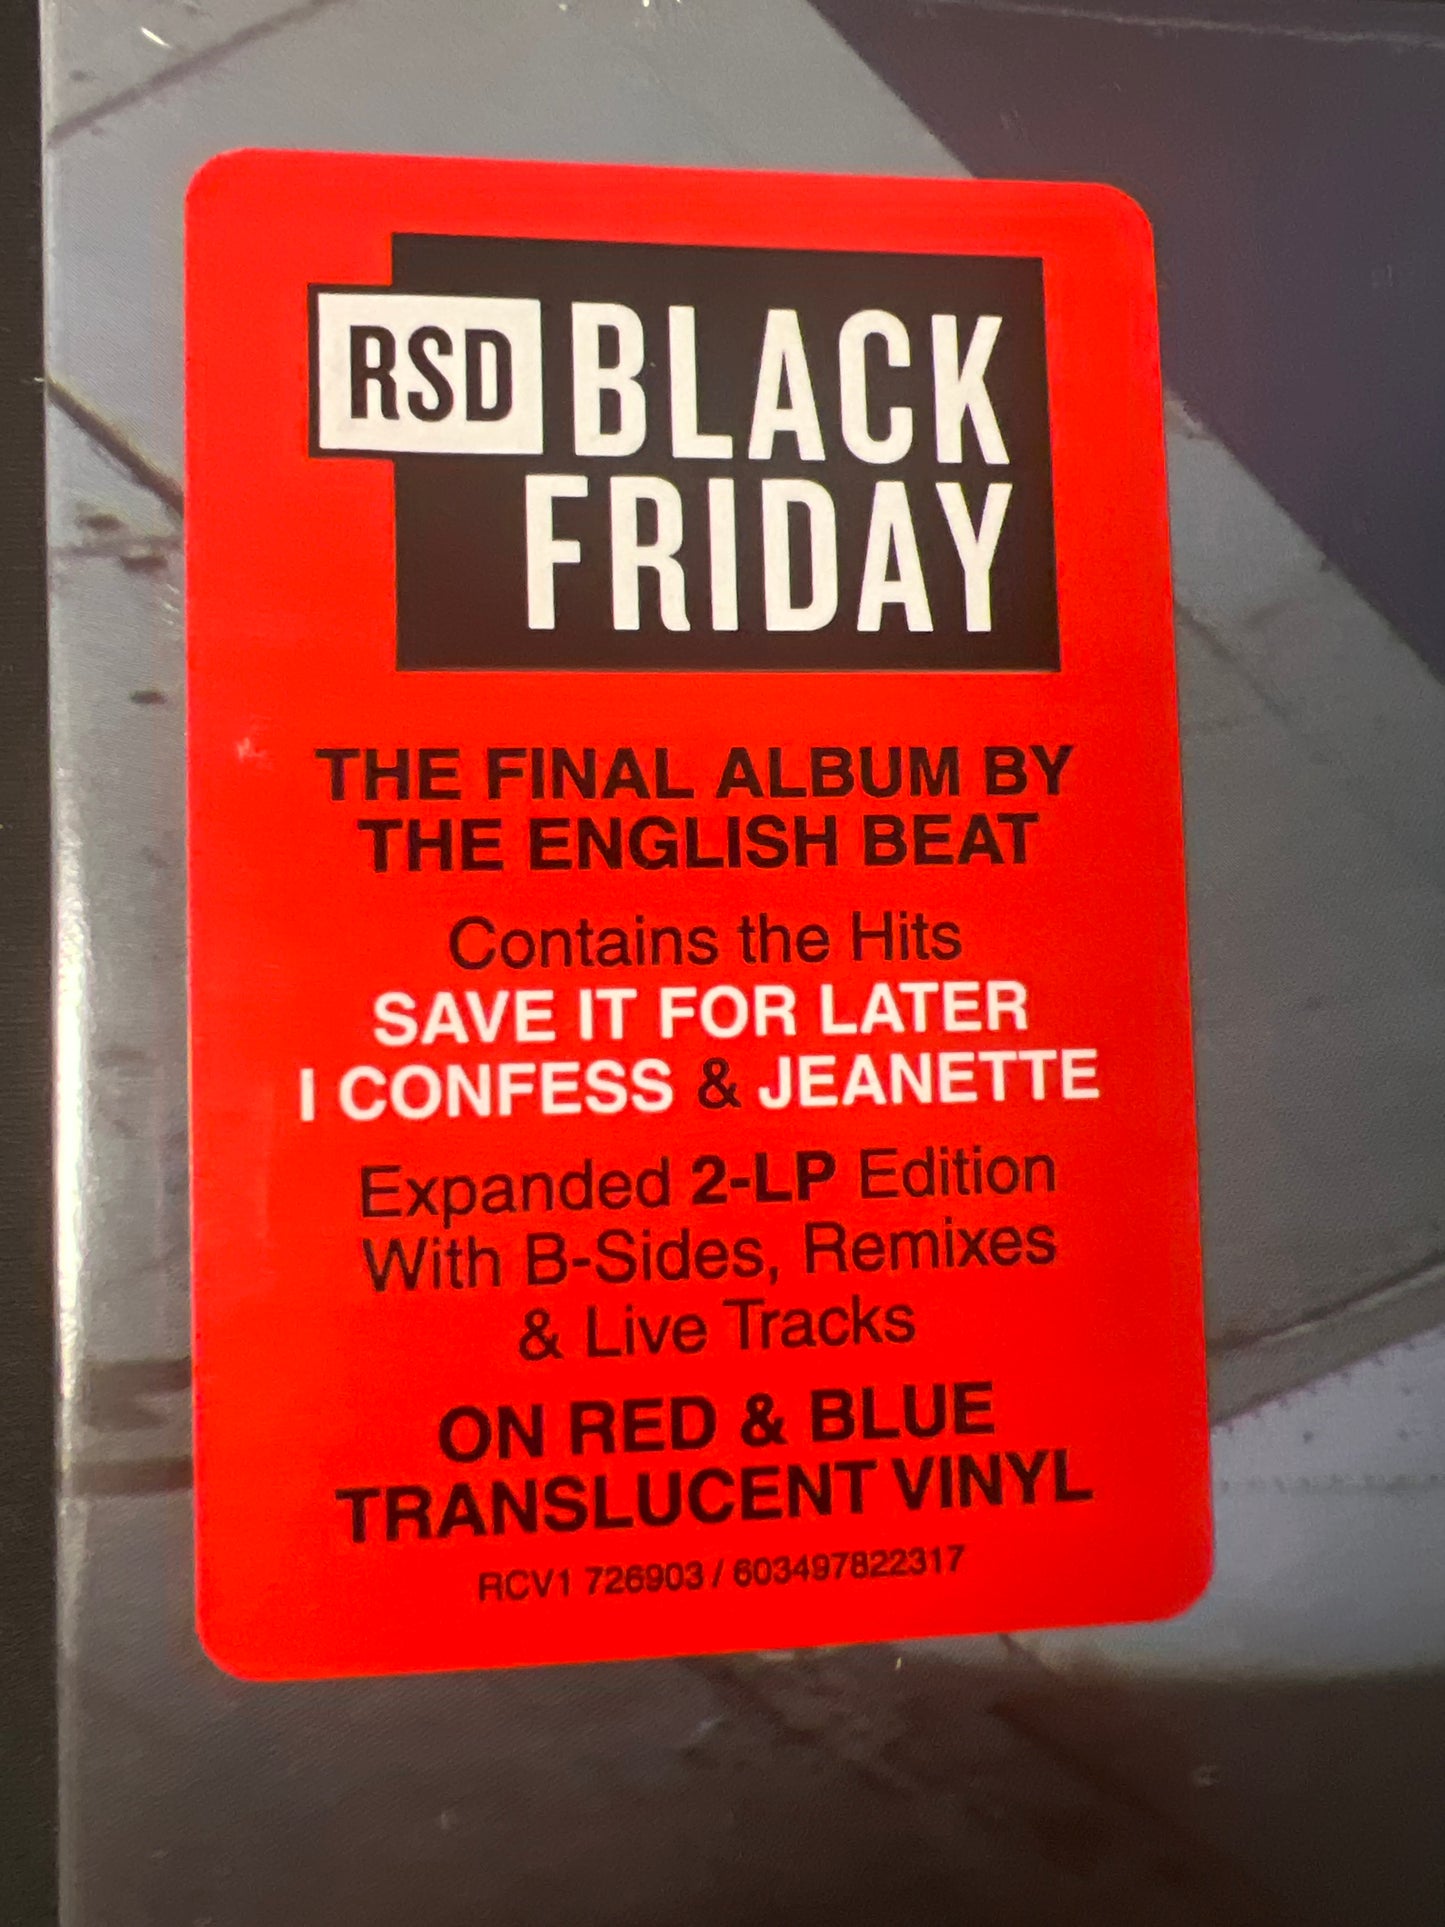 RSD BLACK
FRIDAY
THE FINAL ALBUM BY
THE ENGLISH BEAT
Contains the Hits
SAVE IT FOR LATER
I CONFESS & JEANETTE
Expanded 2-LP Edition
With B-Sides, Remixes
& Live Tracks
ON RED & BLUE
TRANSLUCENT VINYL
RCV1 726903 / 603497822317